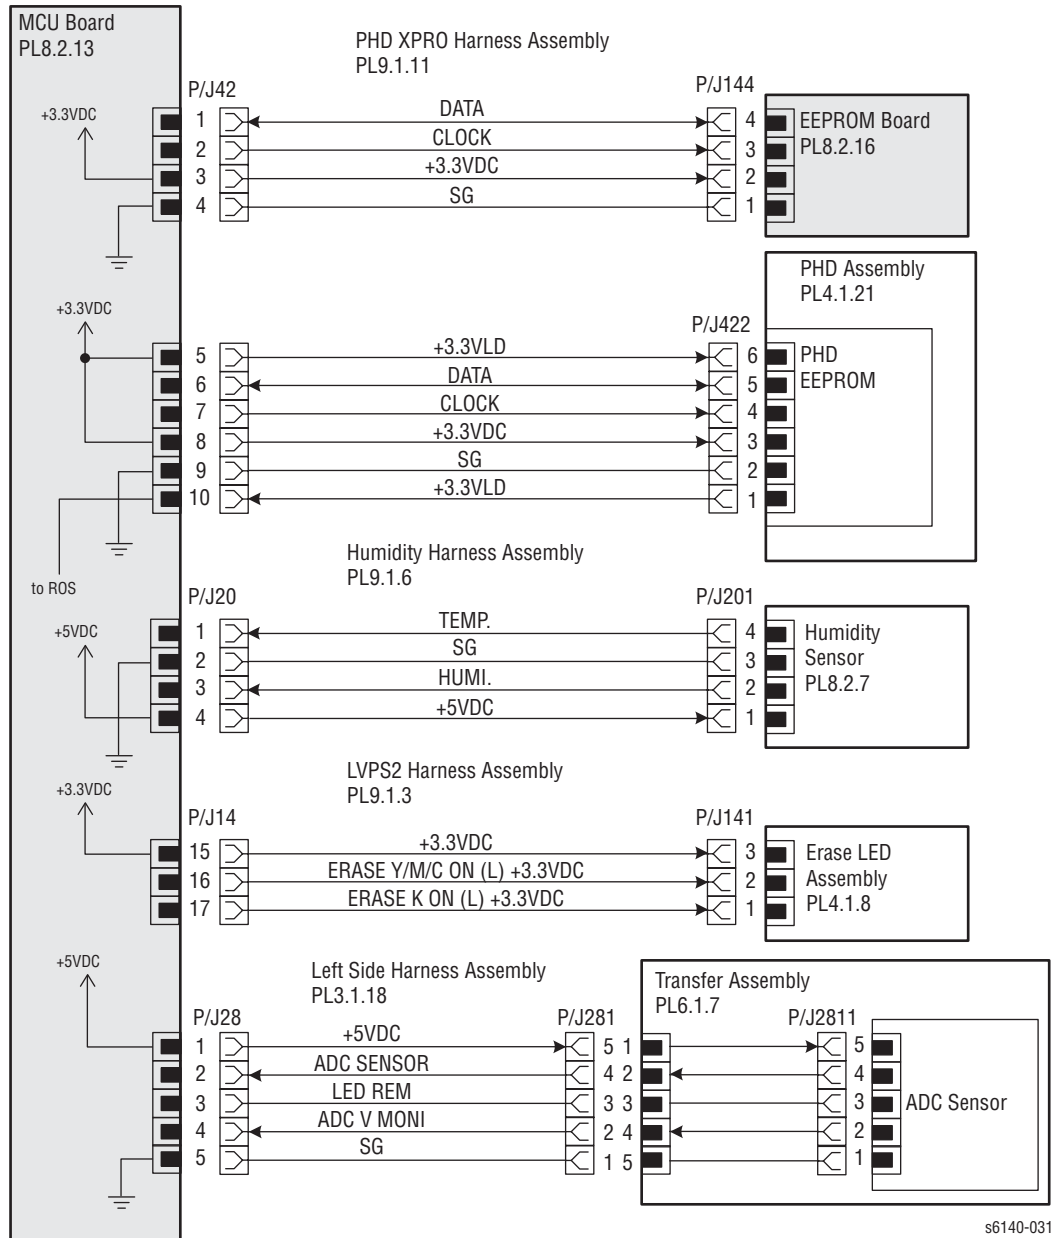 MCU Board
PL8.2.13
PHD XPRO Harness Assembly
PL9.1.11
P/J42
P/J144
+3.3VDC
1 DATA 4
2 CLOCK 3
3 +3.3VDC 2
4 SG 1
EEPROM Board
PL8.2.16
PHD Assembly
PL4.1.21
+3.3VDC
P/J422
5 +3.3VLD 6
6 DATA 5
7 CLOCK 4
8 +3.3VDC 3
9 SG 2
10 +3.3VLD 1
PHD
EEPROM
to ROS
Humidity Harness Assembly
PL9.1.6
P/J20
P/J201
+5VDC
1 TEMP. 4
2 SG 3
3 HUMI. 2
4 +5VDC 1
Humidity
Sensor
PL8.2.7
LVPS2 Harness Assembly
PL9.1.3
+3.3VDC
P/J14
P/J141
15 +3.3VDC 3
16 ERASE Y/M/C ON (L) +3.3VDC 2
17 ERASE K ON (L) +3.3VDC 1
Erase LED
Assembly
PL4.1.8
+5VDC
Left Side Harness Assembly
PL3.1.18
Transfer Assembly
PL6.1.7
P/J28
P/J281
P/J2811
1 +5VDC 5 1 5
2 ADC SENSOR 4 2 4
3 LED REM 3 3 3
4 ADC V MONI 2 4 2
5 SG 1 5 1
ADC Sensor
s6140-031